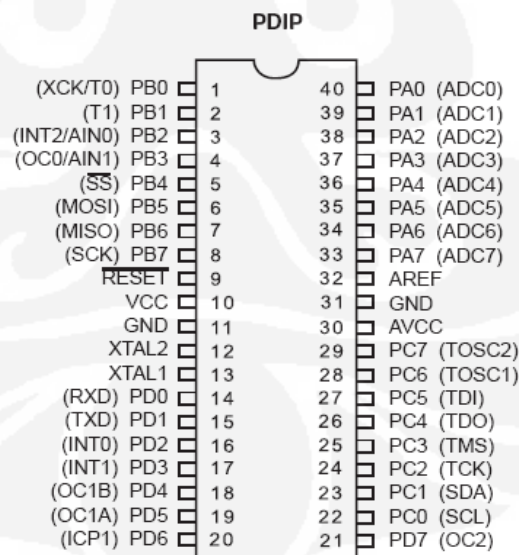 PDIP
(XCK/T0) PB0 1 40 PA0 (ADC0)
(T1) PB1 2 39 PA1 (ADC1)
(INT2/AIN0) PB2 3 38 PA2 (ADC2)
(OC0/AIN1) PB3 4 37 PA3 (ADC3)
(SS) PB4 5 36 PA4 (ADC4)
(MOSI) PB5 6 35 PA5 (ADC5)
(MISO) PB6 7 34 PA6 (ADC6)
(SCK) PB7 8 33 PA7 (ADC7)
RESET 9 32 AREF
VCC 10 31 GND
GND 11 30 AVCC
XTAL2 12 29 PC7 (TOSC2)
XTAL1 13 28 PC6 (TOSC1)
(RXD) PD0 14 27 PC5 (TDI)
(TXD) PD1 15 26 PC4 (TDO)
(INT0) PD2 16 25 PC3 (TMS)
(INT1) PD3 17 24 PC2 (TCK)
(OC1B) PD4 18 23 PC1 (SDA)
(OC1A) PD5 19 22 PC0 (SCL)
(ICP1) PD6 20 21 PD7 (OC2)